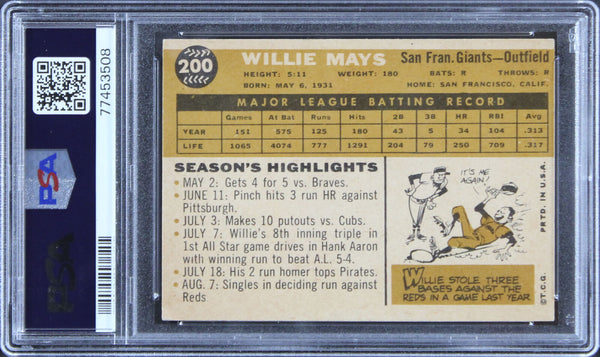 PSA
77453508
PSA
200
WILLIE MAYS San Fran. Giants—Outfield
HEIGHT: 5:11 WEIGHT: 180 BATS: R THROWS: R
BORN: MAY 6, 1931 HOME: SAN FRANCISCO, CALIF.
MAJOR LEAGUE BATTING RECORD
Games At Bat Runs Hits 2B 3B HR RBI Avg
YEAR 151 575 125 180 43 5 34 104 .313
LIFE 1065 4074 777 1291 204 79 250 709 .317
SEASON'S HIGHLIGHTS
• MAY 2: Gets 4 for 5 vs. Braves.
• JUNE 11: Pinch hits 3 run HR against
Pittsburgh.
• JULY 3: Makes 10 putouts vs. Cubs.
• JULY 7: Willie's 8th inning triple in
1st All Star game drives in Hank Aaron
with winning run to beat A.L. 5-4.
• JULY 18: His 2 run homer tops Pirates.
• AUG. 7: Singles in deciding run against
Reds
IT'S ME
AGAIN!
WILLIE STOLE THREE
BASES AGAINST THE
REDS IN A GAME LAST YEAR.
©T.C.G. PRTD. IN U.S.A.